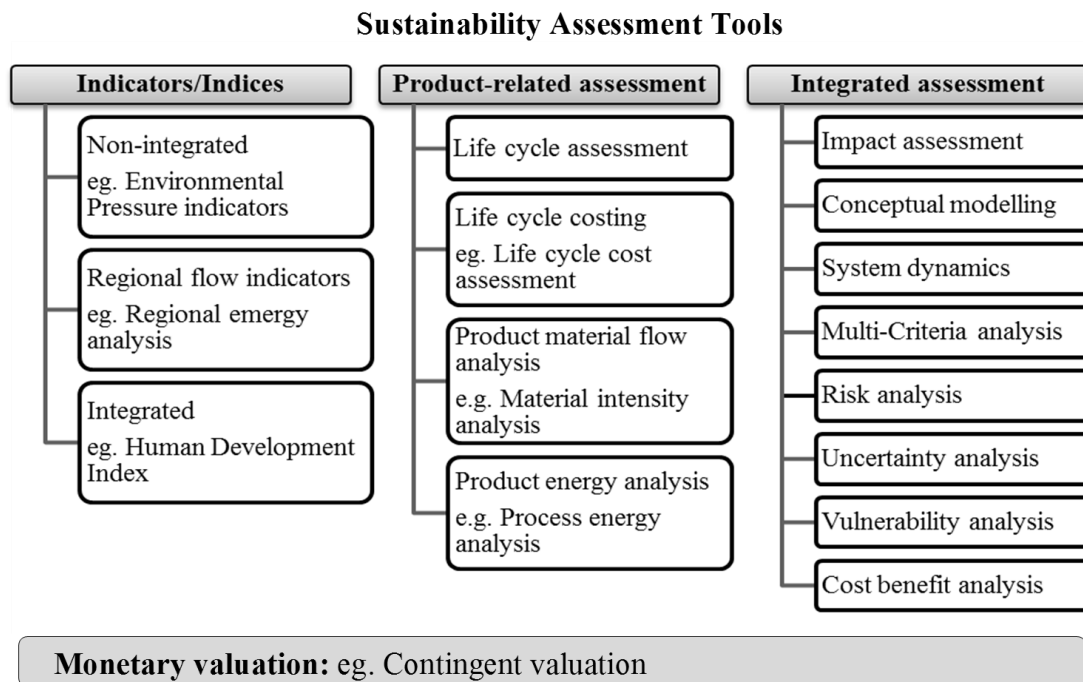 Sustainability Assessment Tools
Indicators/Indices
Non-integrated
eg. Environmental
Pressure indicators
Regional flow indicators
eg. Regional emergy
analysis
Integrated
eg. Human Development
Index
Product-related assessment
Life cycle assessment
Life cycle costing
eg. Life cycle cost
assessment
Product material flow
analysis
e.g. Material intensity
analysis
Product energy analysis
e.g. Process energy
analysis
Integrated assessment
Impact assessment
Conceptual modelling
System dynamics
Multi-Criteria analysis
Risk analysis
Uncertainty analysis
Vulnerability analysis
Cost benefit analysis
Monetary valuation: eg. Contingent valuation